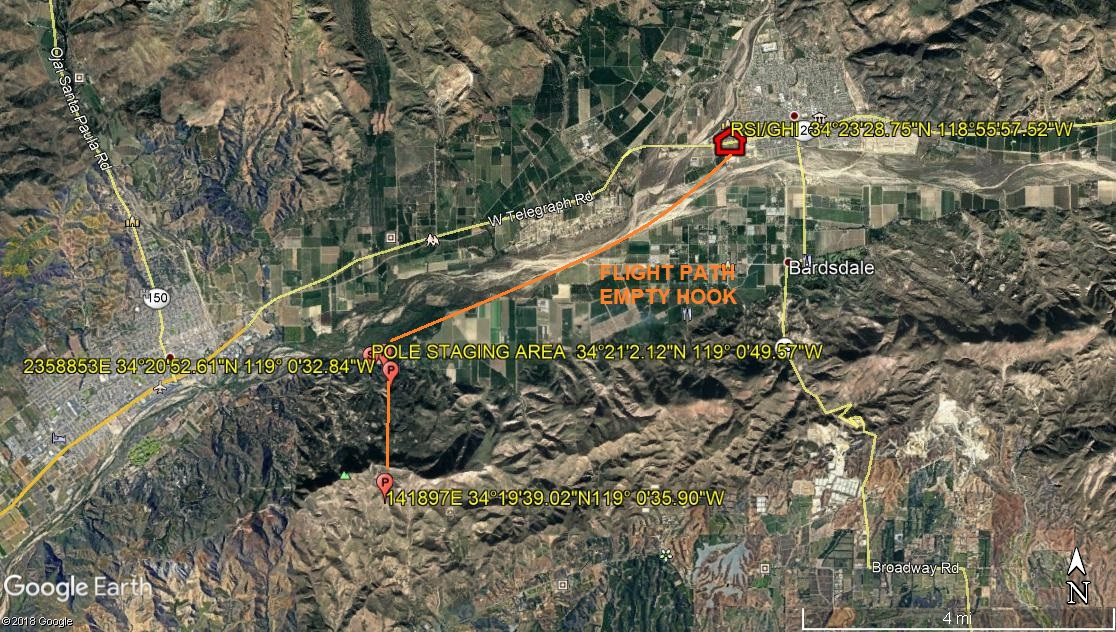 Ojai Santa Paula Rd
RSI/GHI 34°23'28.75"N 118°55'57.52"W
W Telegraph Rd
FLIGHT PATH
EMPTY HOOK
Bardsdale
150
POLE STAGING AREA 34°21'2.12"N 119° 0'49.57"W
2358853E 34°20'52.61"N 119° 0'32.84"W
P
P
141897E 34°19'39.02"N119° 0'35.90"W
Broadway Rd
Google Earth
N
4 mi
©2018 Google